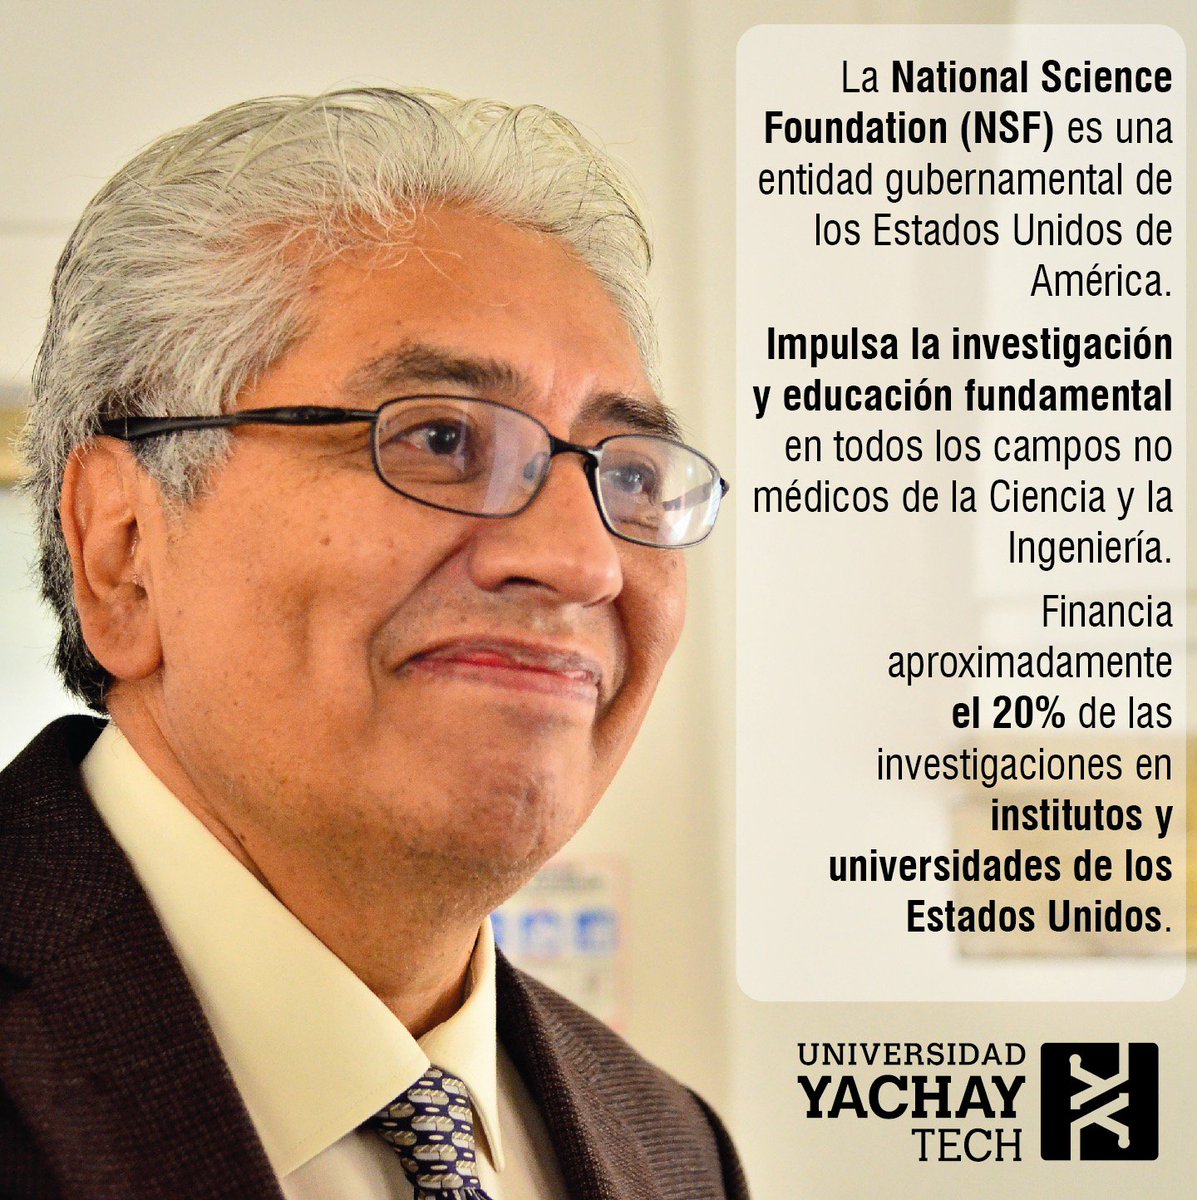 La National Science
Foundation (NSF) es una
entidad gubernamental de
los Estados Unidos de
América.
Impulsa la investigación
y educación fundamental
en todos los campos no
médicos de la Ciencia y la
Ingeniería.
Financia
aproximadamente
el 20% de las
investigaciones en
institutos y
universidades de los
Estados Unidos.
UNIVERSIDAD
YACHAY
TECH